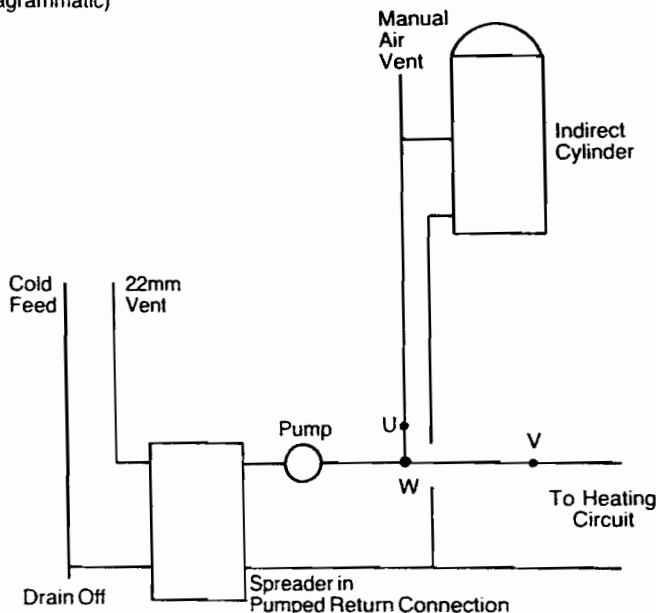 agrammatic)
Manual
Air
Vent
Indirect
Cylinder
Cold
Feed
22mm
Vent
Pump
U
V
W
To Heating
Circuit
Drain Off
Spreader in
Pumped Return Connection